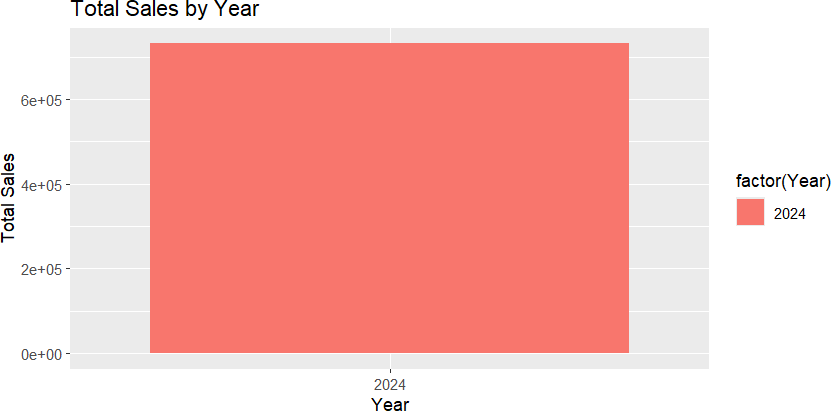 Total Sales by Year
6e+05
4e+05
2e+05
0e+00
Total Sales
2024
Year
factor(Year)
2024